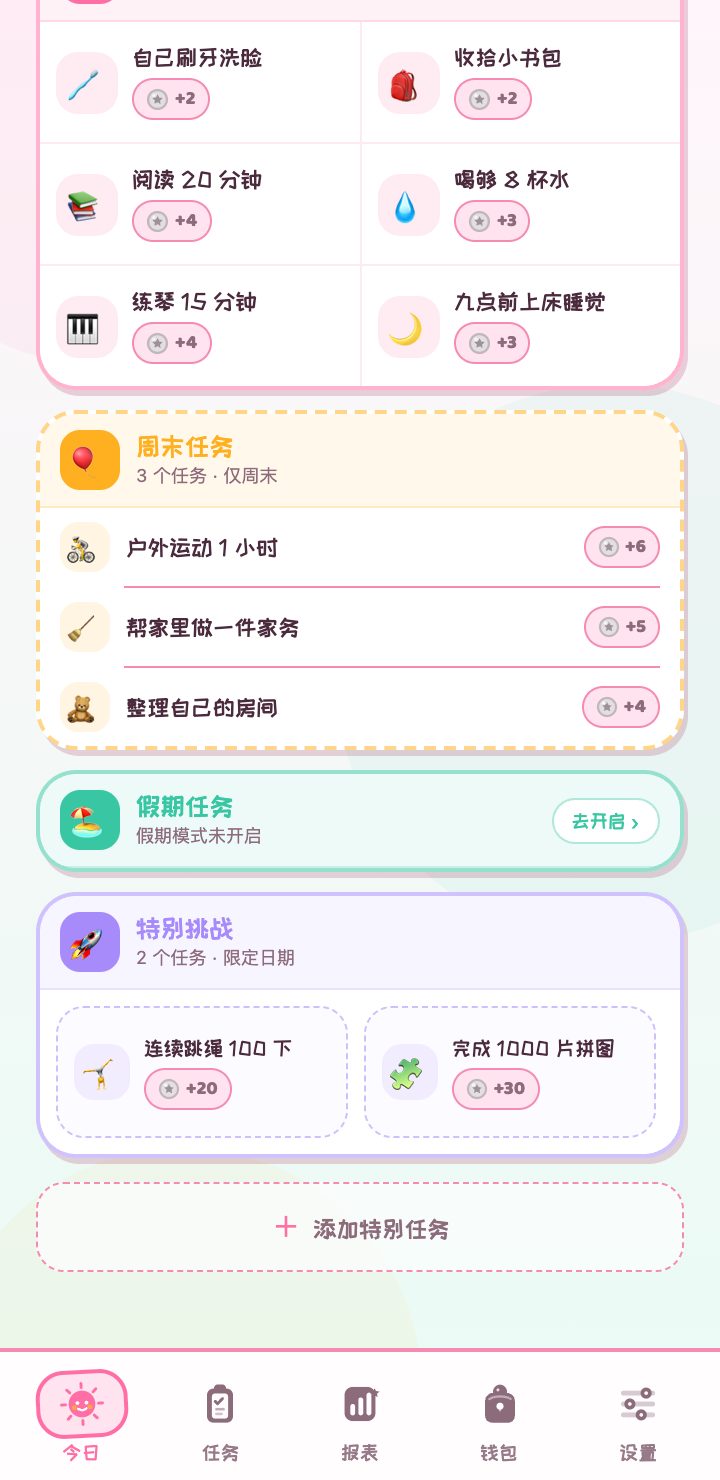 自己刷牙洗脸
+2
收拾小书包
+2
阅读 20 分钟
+4
喝够 8 杯水
+3
练琴 15 分钟
+4
九点前上床睡觉
+3
周末任务
3 个任务 · 仅周末
户外运动 1 小时
+6
帮家里做一件家务
+5
整理自己的房间
+4
假期任务
假期模式未开启
去开启 ›
特别挑战
2 个任务 · 限定日期
连续跳绳 100 下
+20
完成 1000 片拼图
+30
+ 添加特别任务
今日
任务
报表
钱包
设置